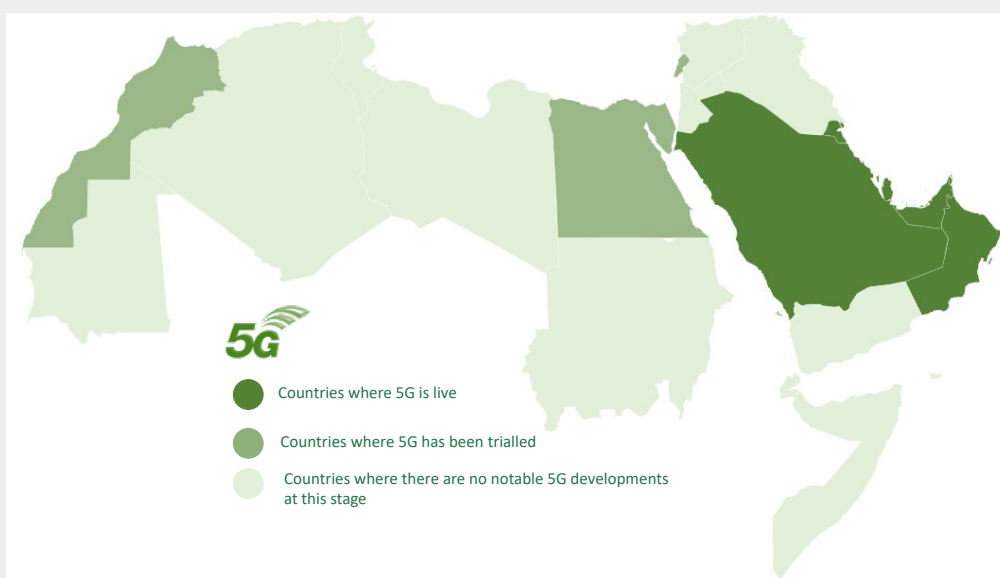 5G
Countries where 5G is live
Countries where 5G has been trialled
Countries where there are no notable 5G developments
at this stage